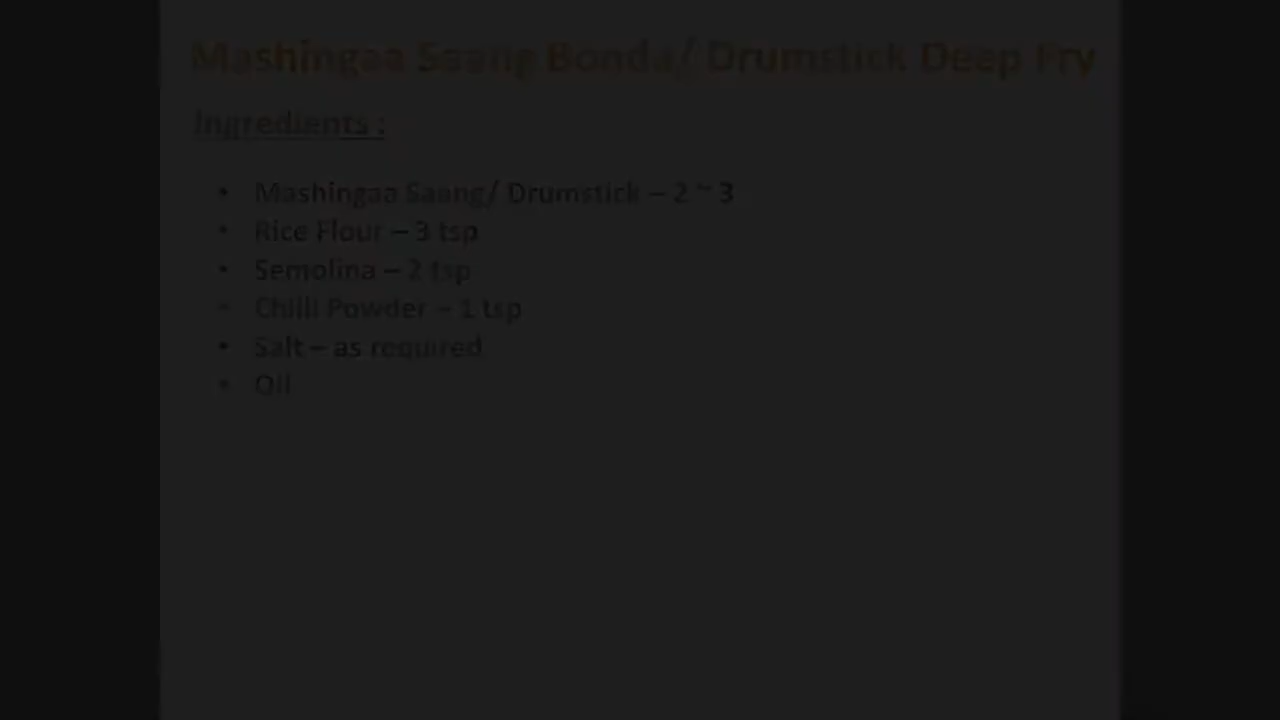 Mashingaa Saang Bonda/ Drumstick Deep Fry
Ingredients :
• Mashingaa Saang/ Drumstick – 2 ~ 3
• Rice Flour – 3 tsp
• Semolina – 2 tsp
• Chilli Powder – 1 tsp
• Salt – as required
• Oil